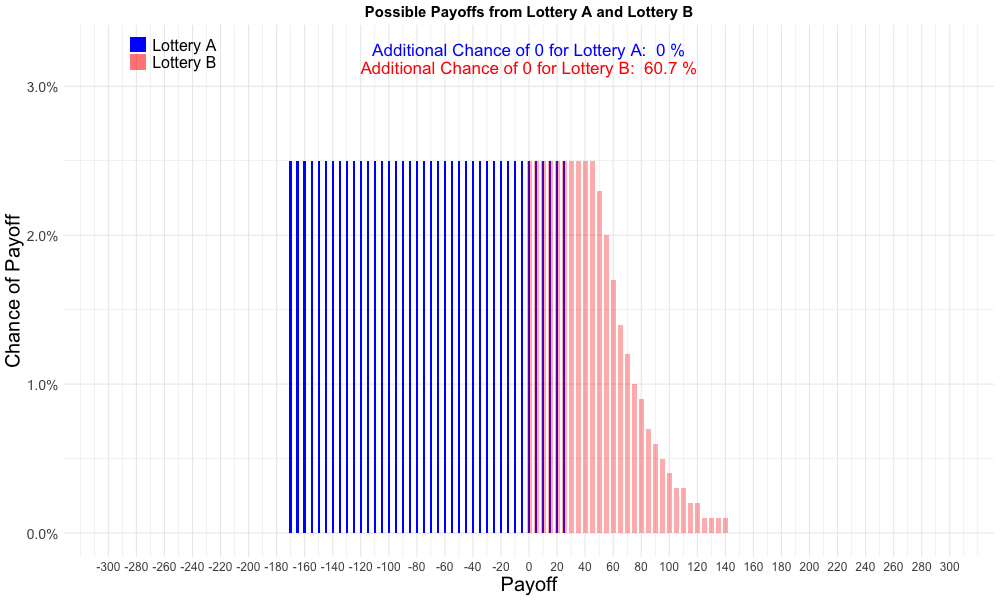 Possible Payoffs from Lottery A and Lottery B
Lottery A
Lottery B
Additional Chance of 0 for Lottery A:  0 %
Additional Chance of 0 for Lottery B:  60.7 %
Chance of Payoff
3.0%
2.0%
1.0%
0.0%
-300 -280 -260 -240 -220 -200 -180 -160 -140 -120 -100 -80 -60 -40 -20 0 20 40 60 80 100 120 140 160 180 200 220 240 260 280 300
Payoff